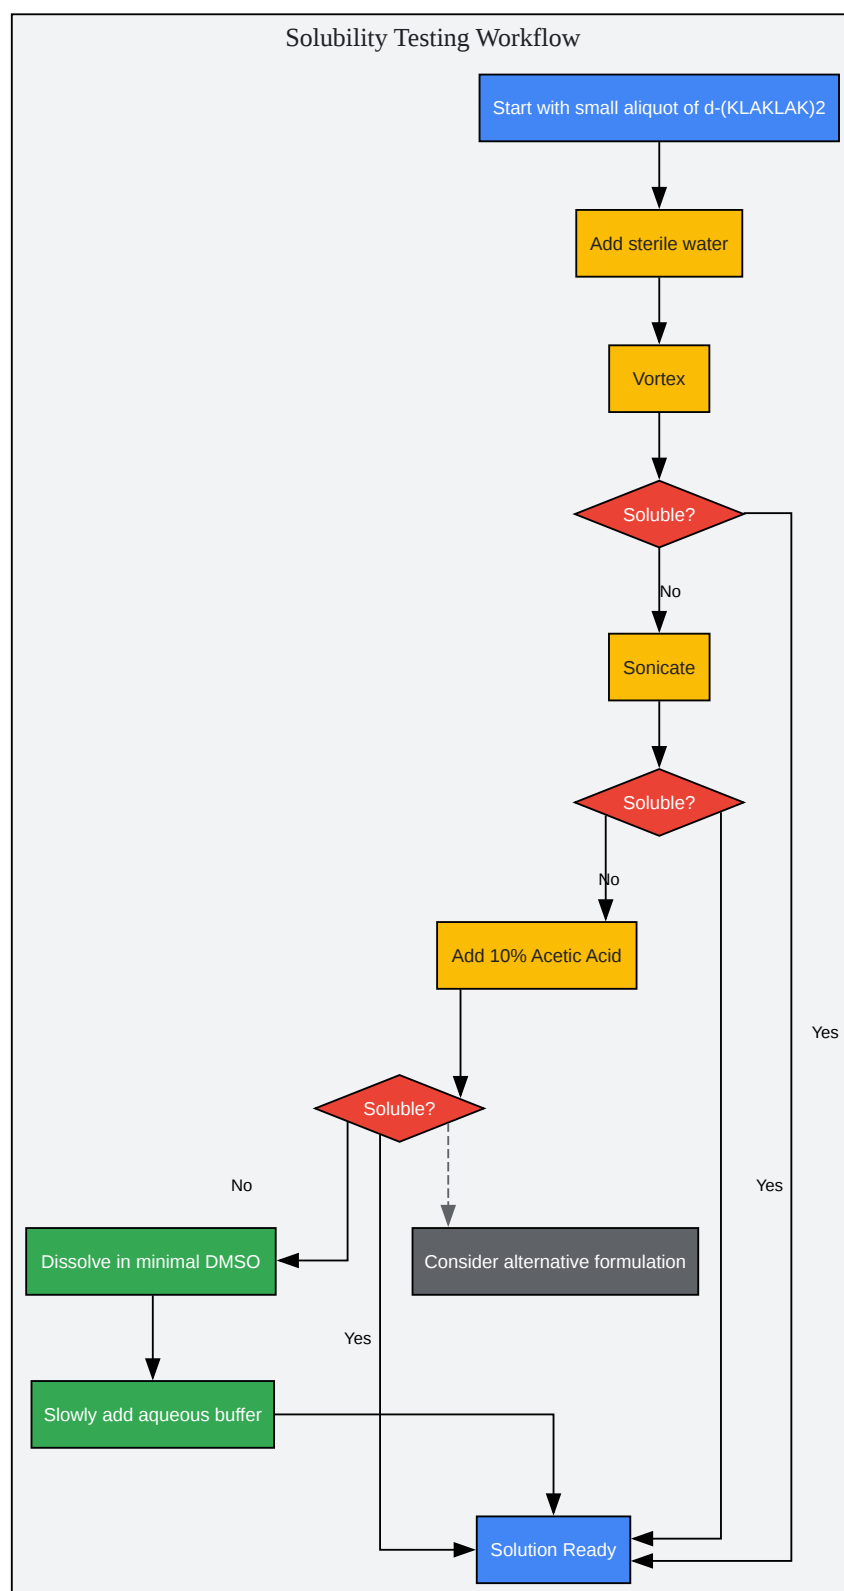 Solubility Testing Workflow
Start with small aliquot of d-(KLAKLAK)2
Add sterile water
Vortex
Soluble?
No
Sonicate
Soluble?
No
Add 10% Acetic Acid
Yes
Soluble?
No
Yes
Dissolve in minimal DMSO
Consider alternative formulation
Yes
Slowly add aqueous buffer
Solution Ready